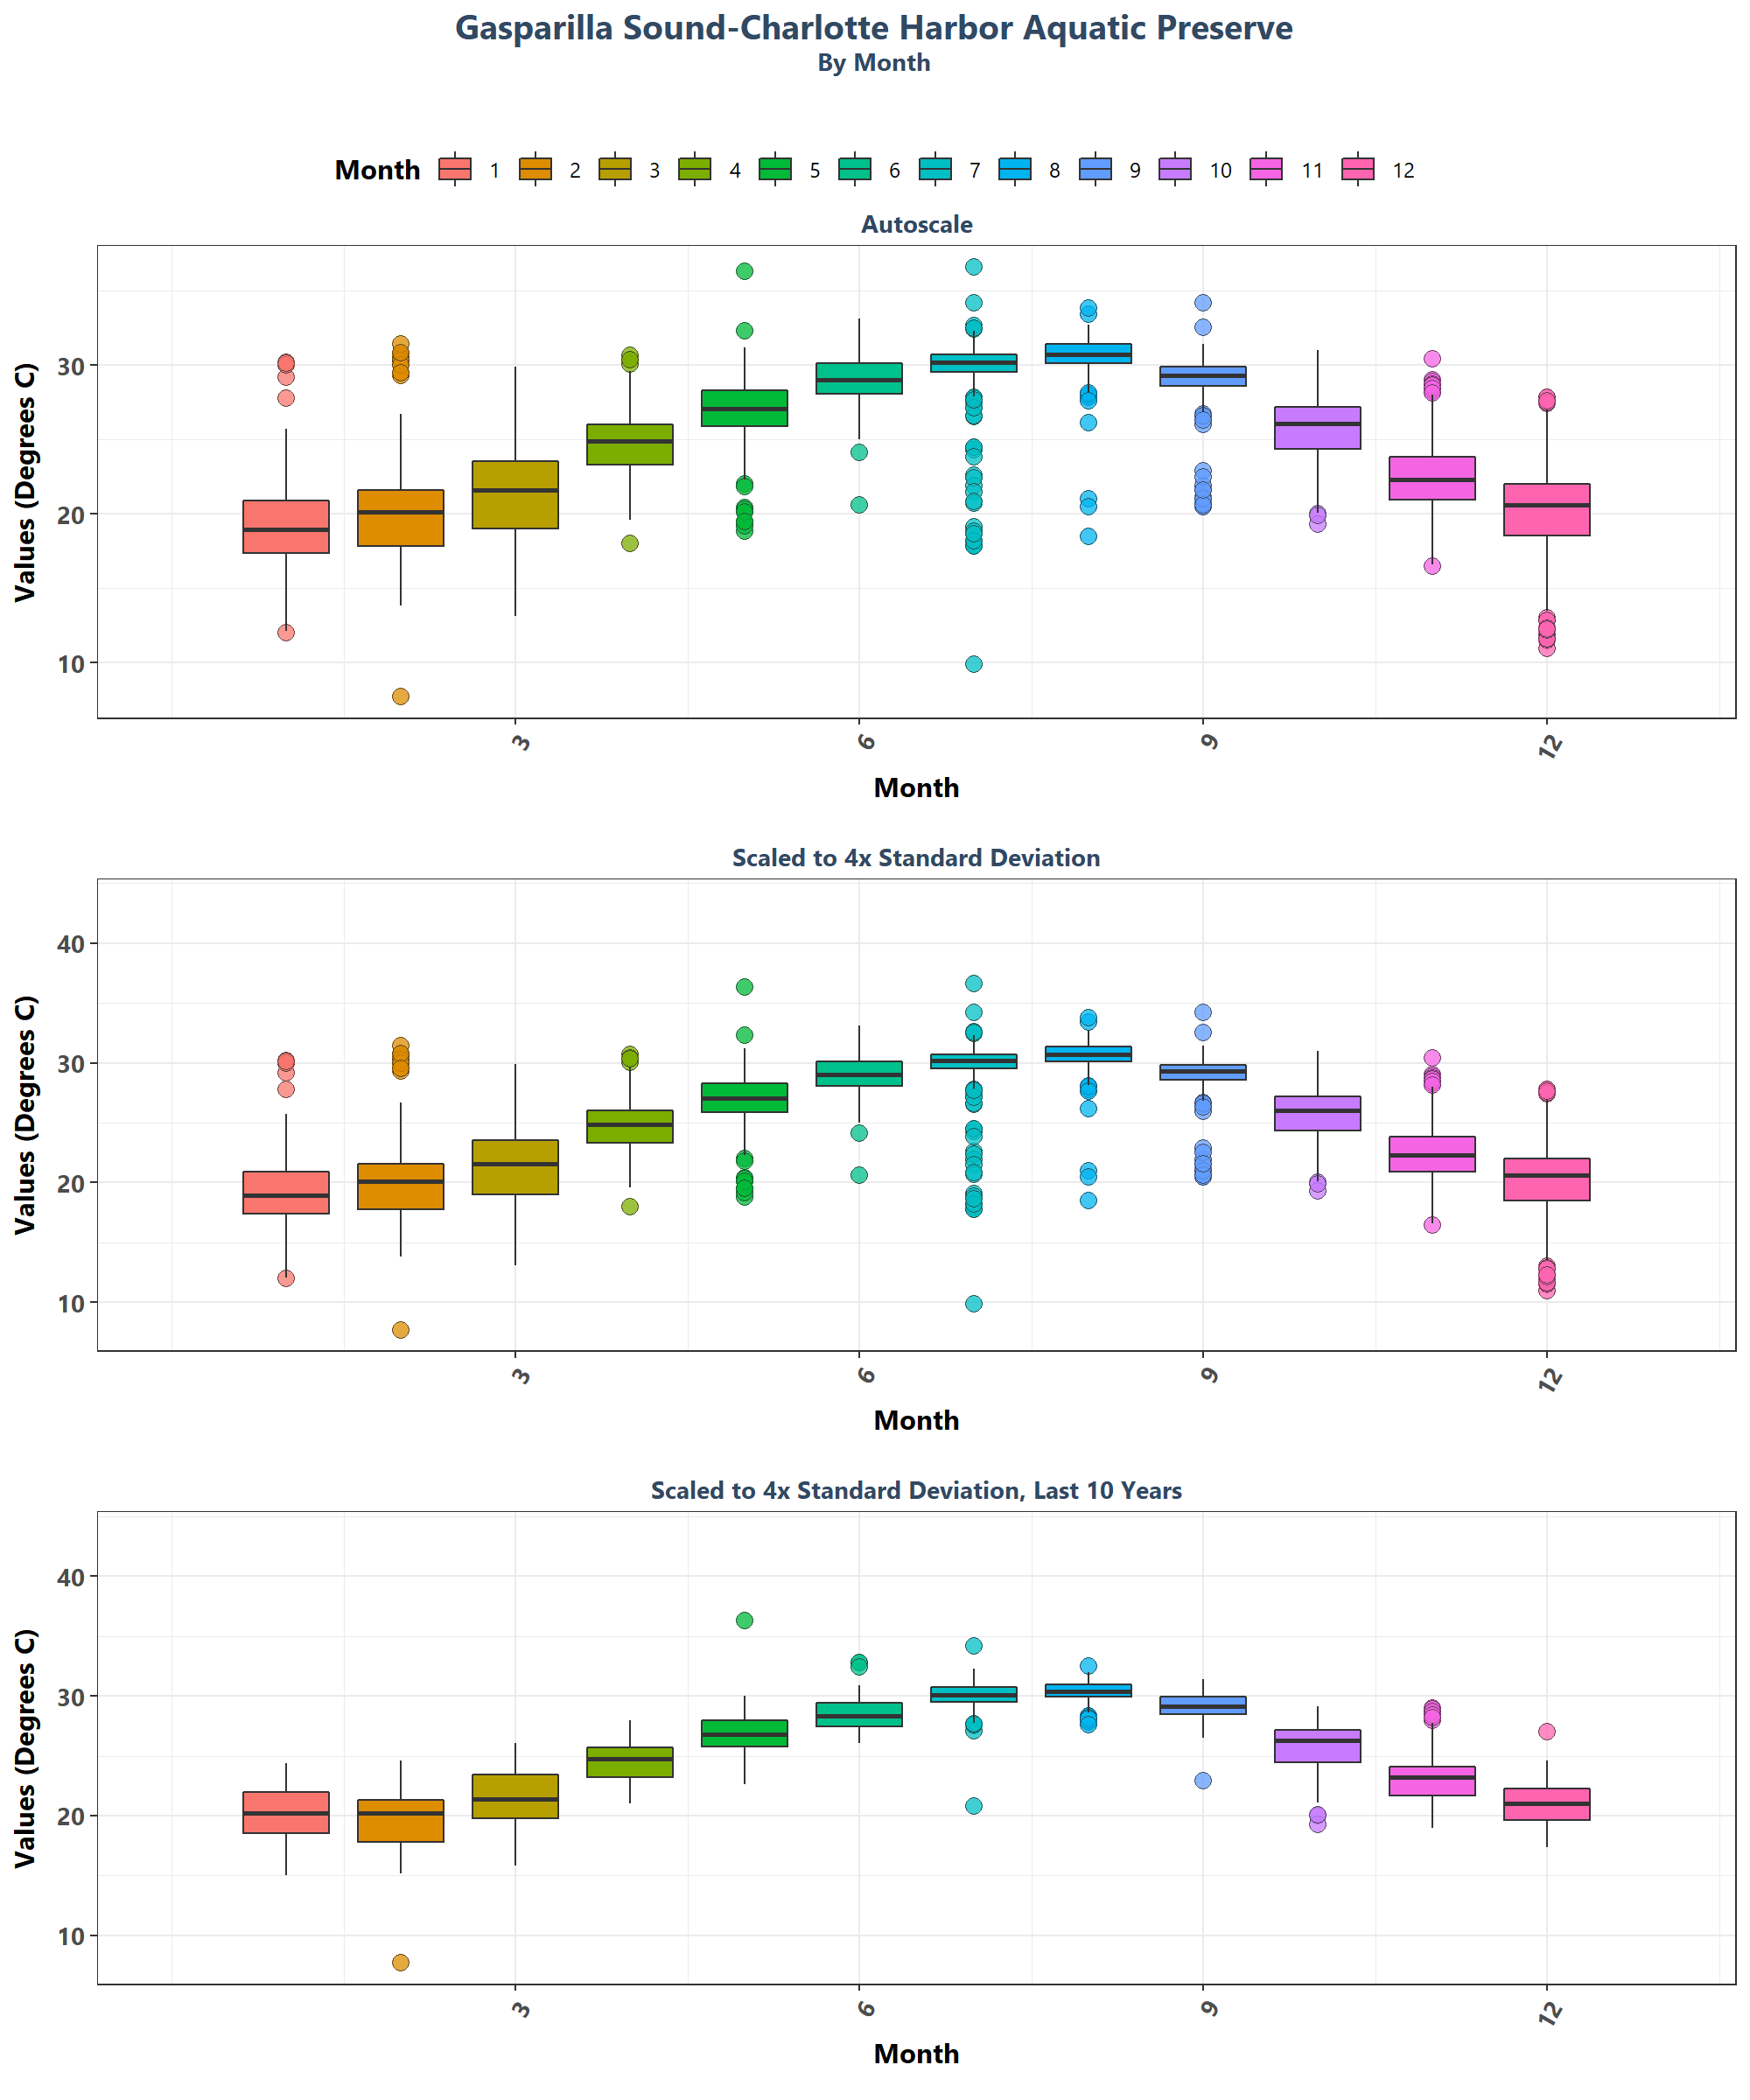 Gasparilla Sound-Charlotte Harbor Aquatic Preserve
By Month
Month 1 2 3 4 5 6 7 8 9 10 11 12
Autoscale
Values (Degrees C)
30
20
10
3 6 9 12
Month
Scaled to 4x Standard Deviation
Values (Degrees C)
40
30
20
10
3 6 9 12
Month
Scaled to 4x Standard Deviation, Last 10 Years
Values (Degrees C)
40
30
20
10
3 6 9 12
Month